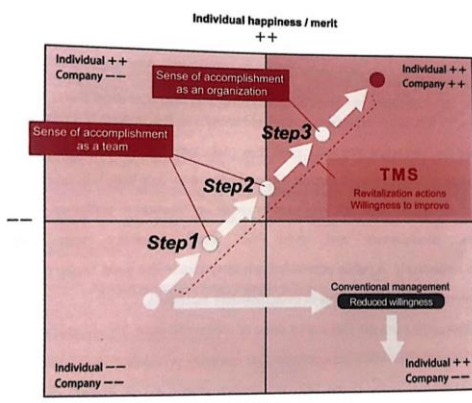 Individual happiness / merit
++
Individual ++
Company −−
Individual ++
Company ++
Sense of accomplishment
as an organization
Sense of accomplishment
as a team
Step3
Step2
Step1
TMS
Revitalization actions
Willingness to improve
−−
Conventional management
Reduced willingness
Individual −−
Company −−
Individual ++
Company −−